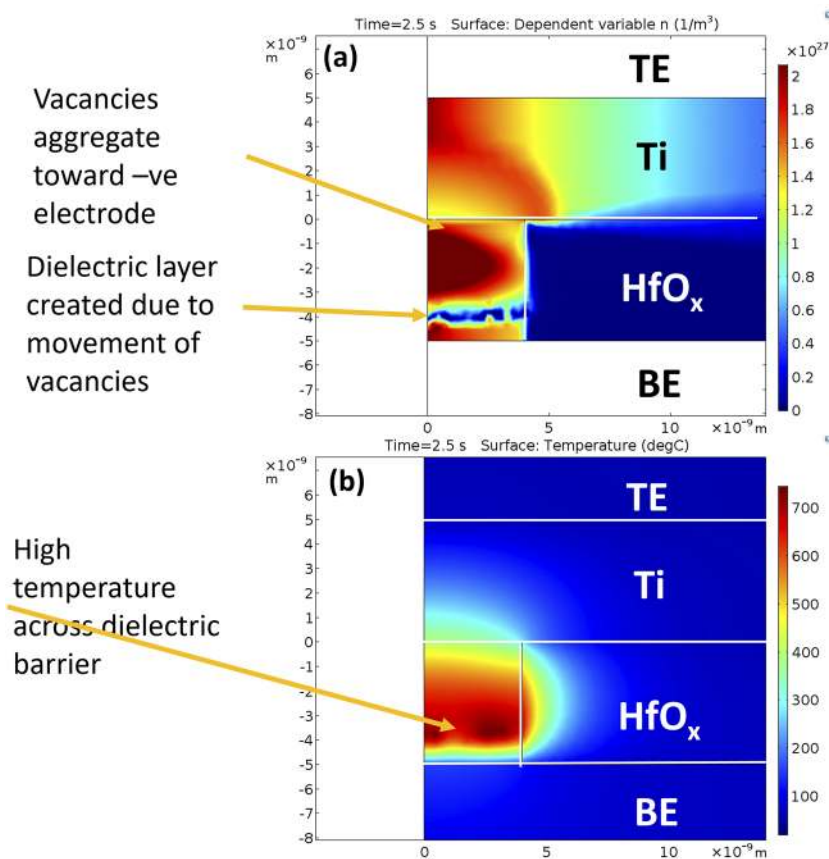 Time=2.5 s Surface: Dependent variable n (1/m³)
×10⁻⁹
m
(a)
×10²⁷
TE
Ti
HfOₓ
BE
6
5
4
3
2
1
0
-1
-2
-3
-4
-5
-6
-7
-8
0
5
10
×10⁻⁹ m
2
1.8
1.6
1.4
1.2
1
0.8
0.6
0.4
0.2
0
Vacancies
aggregate
toward –ve
electrode
Dielectric layer
created due to
movement of
vacancies
Time=2.5 s Surface: Temperature (degC)
×10⁻⁹
m
(b)
TE
Ti
HfOₓ
BE
6
5
4
3
2
1
0
-1
-2
-3
-4
-5
-6
-7
-8
0
5
10
×10⁻⁹ m
700
600
500
400
300
200
100
High
temperature
across dielectric
barrier